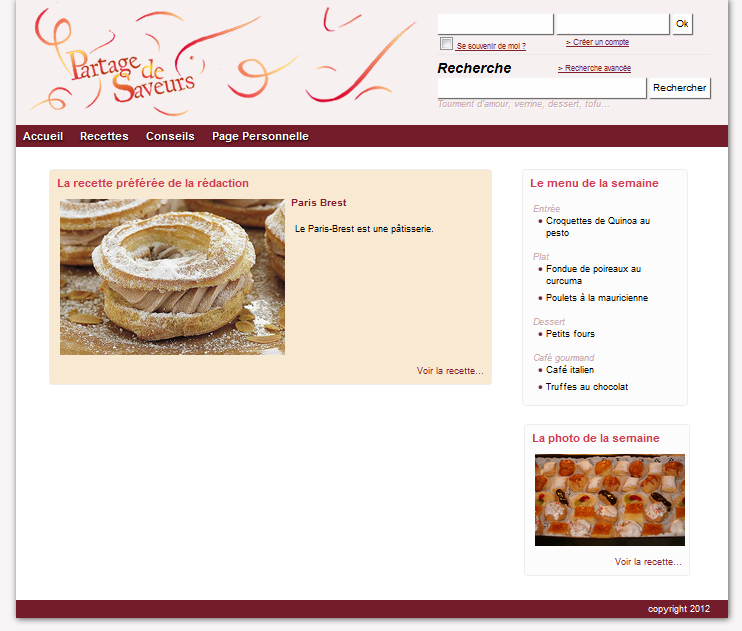 Partage de Saveurs
Ok
Se souvenir de moi ?
> Créer un compte
Recherche
> Recherche avancée
Rechercher
Tourment d'amour, verrine, dessert, tofu...
Accueil Recettes Conseils Page Personnelle
La recette préférée de la rédaction
Paris Brest
Le Paris-Brest est une pâtisserie.
Voir la recette...
Le menu de la semaine
Entrée
Croquettes de Quinoa au
pesto
Plat
Fondue de poireaux au
curcuma
Poulets à la mauricienne
Dessert
Petits fours
Café gourmand
Café italien
Truffes au chocolat
La photo de la semaine
Voir la recette...
copyright 2012